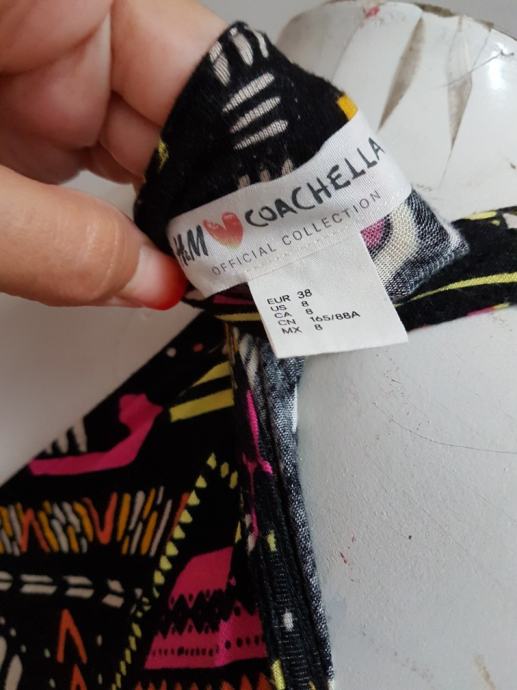 H&M COACHELLA
OFFICIAL COLLECTION
EUR 38
US 8
CA 8
CN 165/88A
MX 8